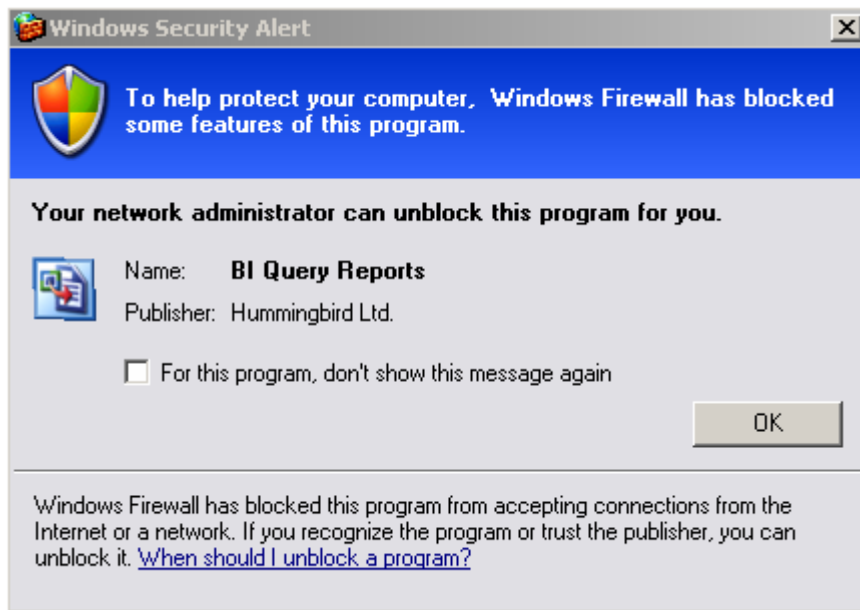 Windows Security Alert
To help protect your computer, Windows Firewall has blocked
some features of this program.
Your network administrator can unblock this program for you.
Name: BI Query Reports
Publisher: Hummingbird Ltd.
For this program, don't show this message again
OK
Windows Firewall has blocked this program from accepting connections from the
Internet or a network. If you recognize the program or trust the publisher, you can
unblock it. When should I unblock a program?